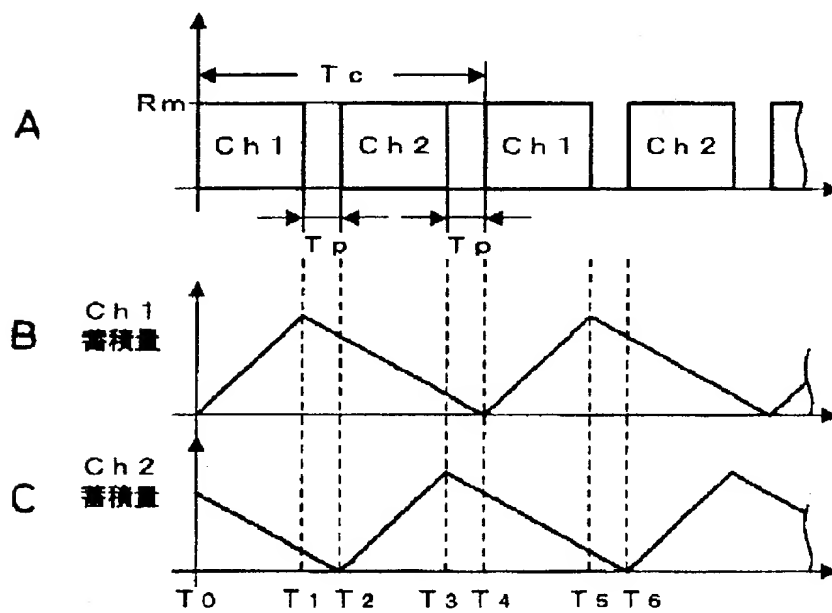 Tc
A
Rm
Ch1
Ch2
Ch1
Ch2
Tp
Tp
B
Ch1
蓄積量
C
Ch2
蓄積量
T0 T1 T2 T3 T4 T5 T6